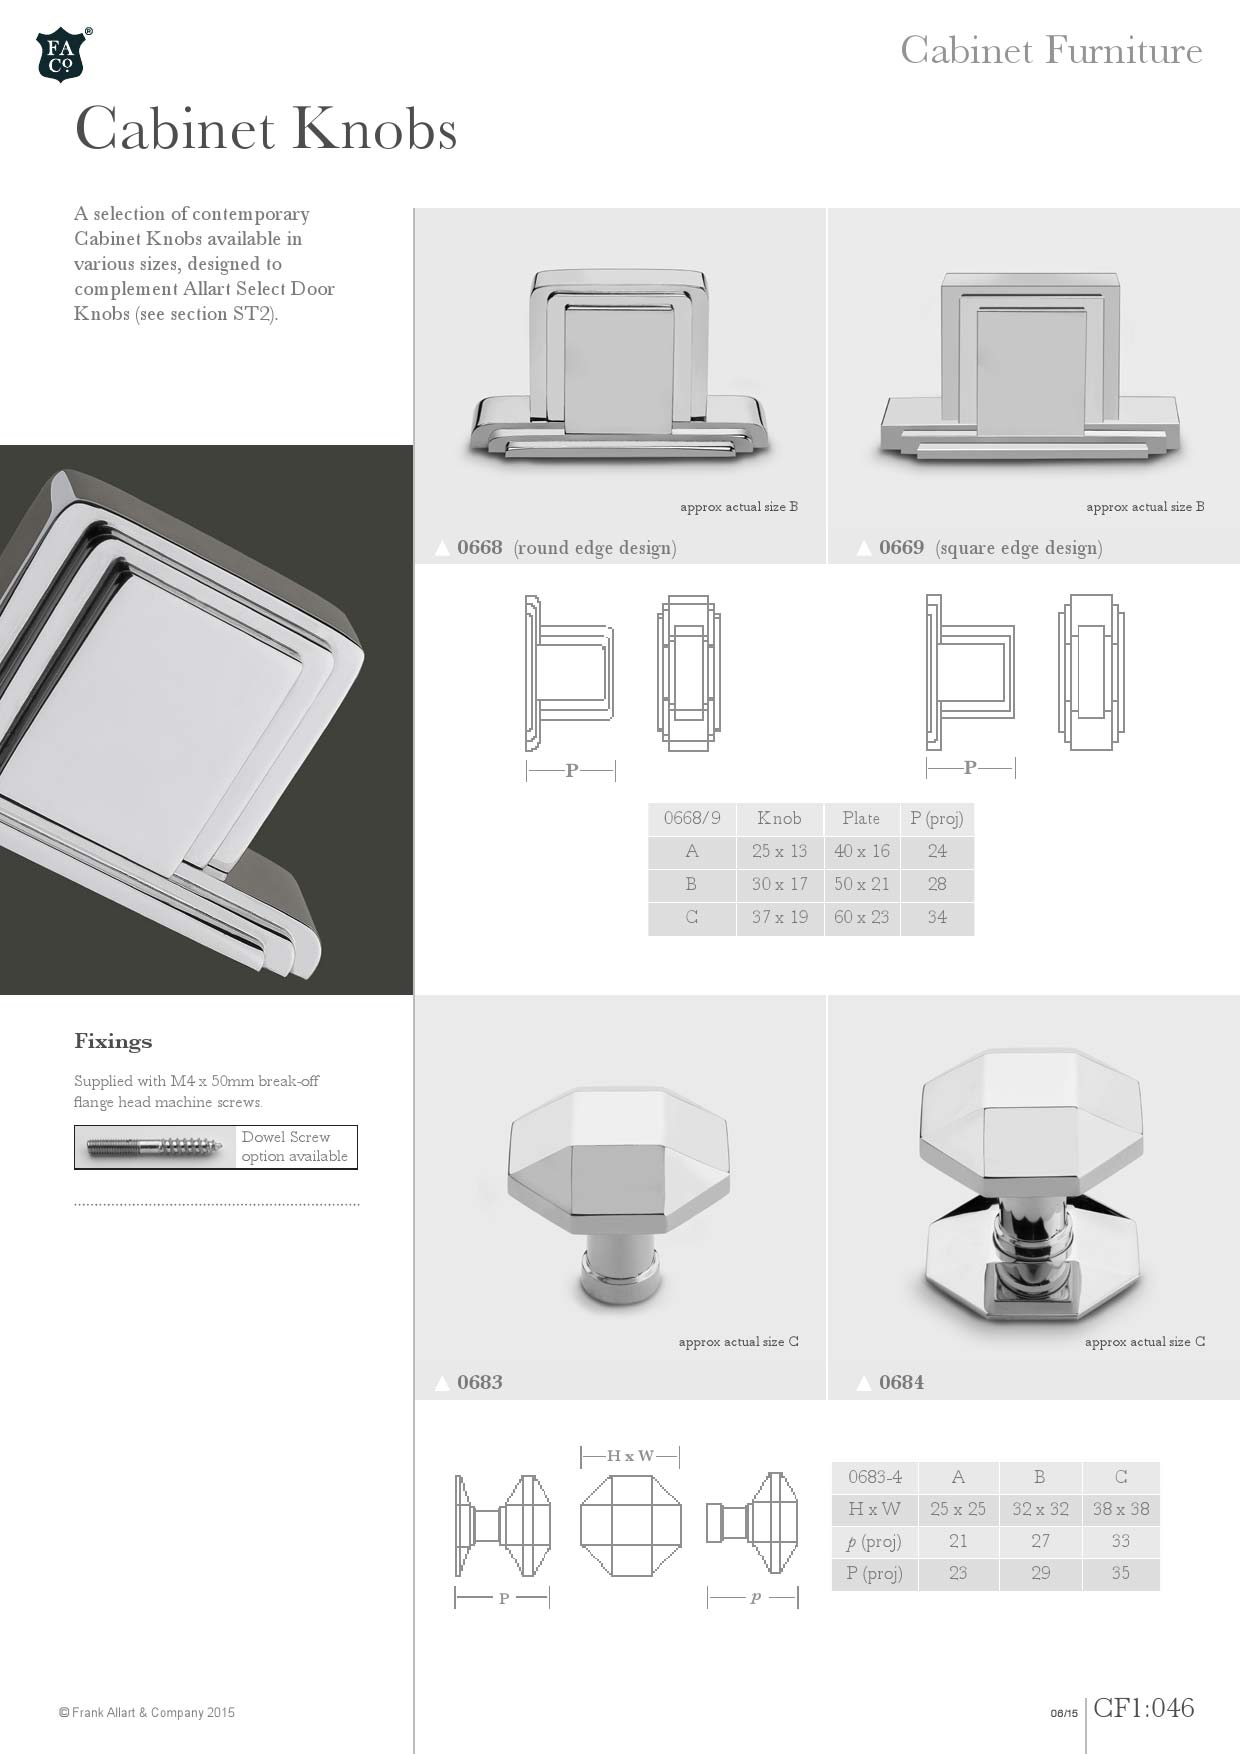 FA
Co.
®
Cabinet Furniture
Cabinet Knobs
A selection of contemporary
Cabinet Knobs available in
various sizes, designed to
complement Allart Select Door
Knobs (see section ST2).
approx actual size B
0668 (round edge design)
approx actual size B
0669 (square edge design)
P
P
0668/9 Knob Plate P (proj)
A 25 x 13 40 x 16 24
B 30 x 17 50 x 21 28
C 37 x 19 60 x 23 34
Fixings
Supplied with M4 x 50mm break-off
flange head machine screws.
Dowel Screw
option available
approx actual size C
0683
approx actual size C
0684
H x W
P
p
0683-4 A B C
H x W 25 x 25 32 x 32 38 x 38
p (proj) 21 27 33
P (proj) 23 29 35
© Frank Allart & Company 2015
06/15 CF1:046